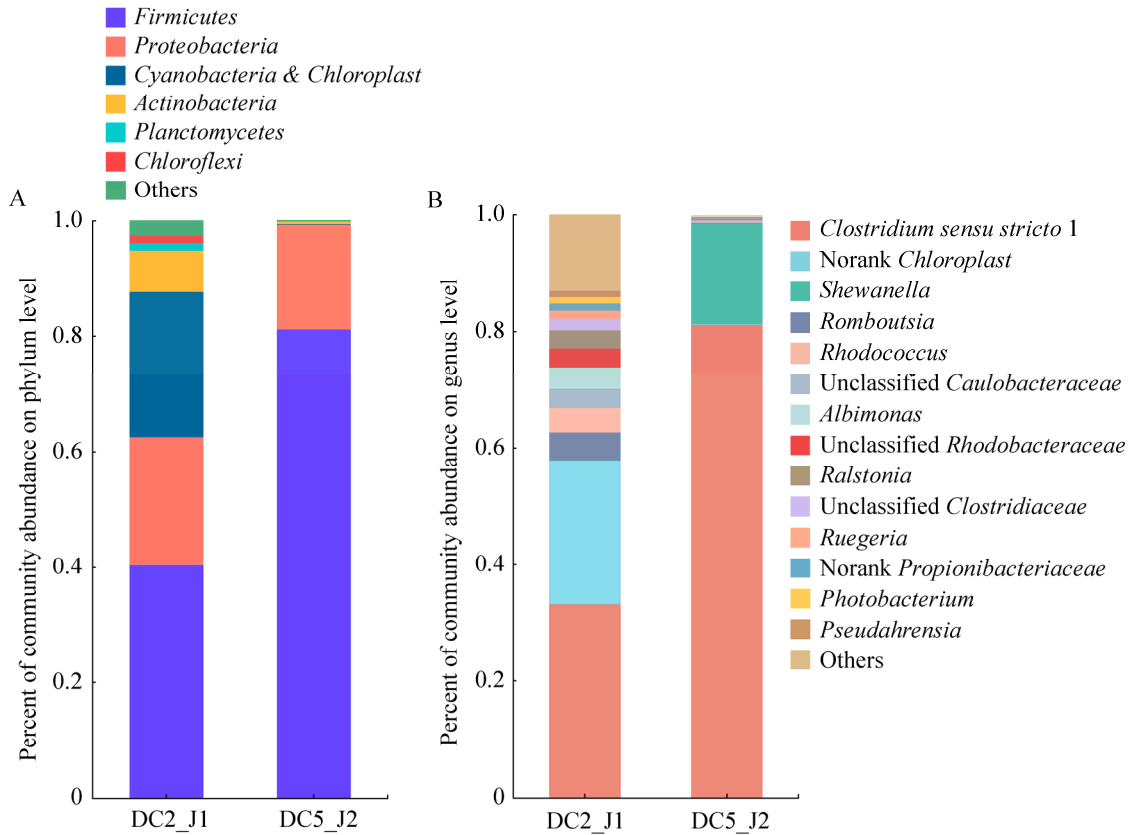 Firmicutes
Proteobacteria
Cyanobacteria & Chloroplast
Actinobacteria
Planctomycetes
Chloroflexi
Others
A
Percent of community abundance on phylum level
1.0
0.8
0.6
0.4
0.2
0
DC2_J1
DC5_J2
B
Percent of community abundance on genus level
1.0
0.8
0.6
0.4
0.2
0
DC2_J1
DC5_J2
Clostridium sensu stricto 1
Norank Chloroplast
Shewanella
Romboutsia
Rhodococcus
Unclassified Caulobacteraceae
Albimonas
Unclassified Rhodobacteraceae
Ralstonia
Unclassified Clostridiaceae
Ruegeria
Norank Propionibacteriaceae
Photobacterium
Pseudahrensia
Others